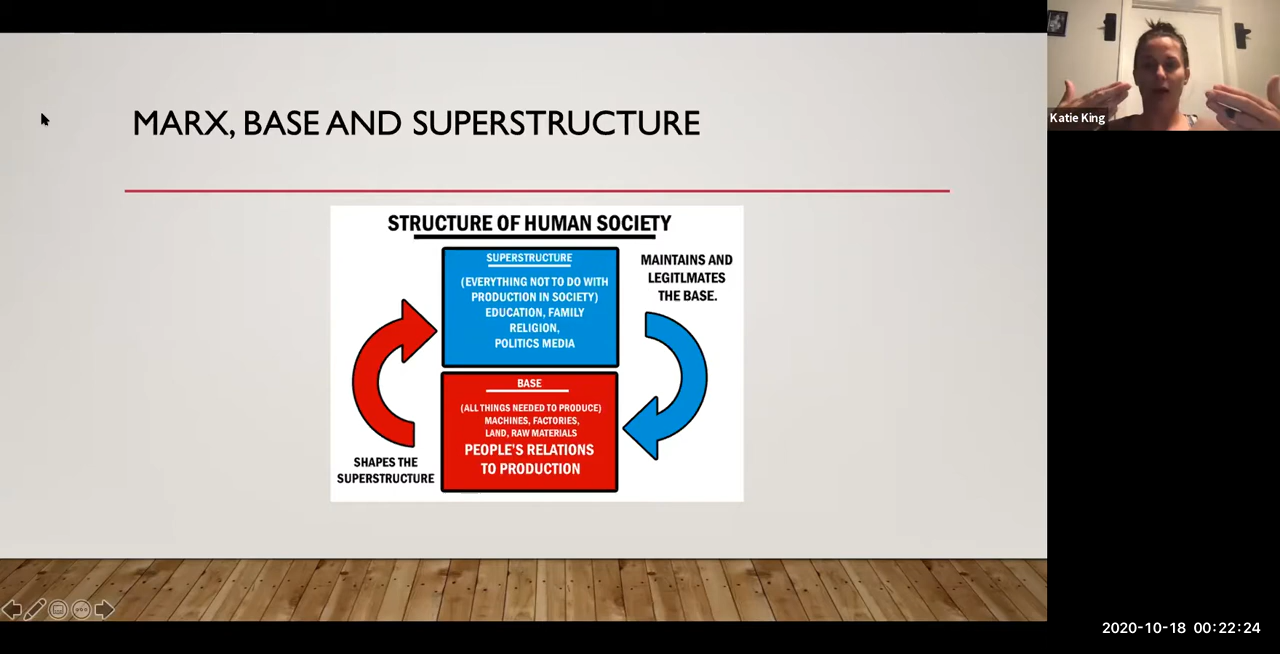 MARX, BASE AND SUPERSTRUCTURE
STRUCTURE OF HUMAN SOCIETY
SUPERSTRUCTURE
(EVERYTHING NOT TO DO WITH
PRODUCTION IN SOCIETY)
EDUCATION, FAMILY
RELIGION,
POLITICS MEDIA
MAINTAINS AND
LEGITLMATES
THE BASE.
BASE
(ALL THINGS NEEDED TO PRODUCE)
MACHINES, FACTORIES,
LAND, RAW MATERIALS
PEOPLE'S RELATIONS
TO PRODUCTION
SHAPES THE
SUPERSTRUCTURE
Katie King
2020-10-18 00:22:24